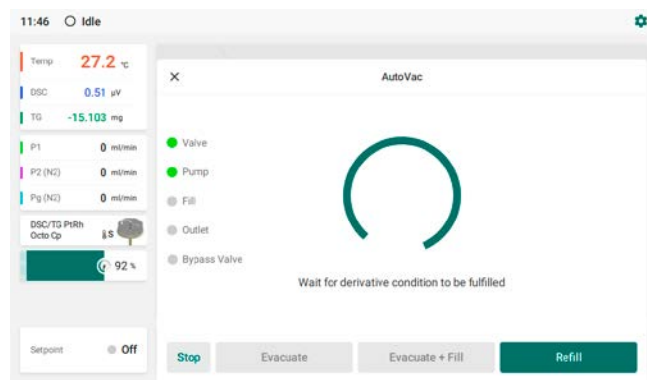 11:46 Idle
Temp 27.2 °C
DSC 0.51 µV
TG -15.103 mg
P1 0 ml/min
P2 (N2) 0 ml/min
Pg (N2) 0 ml/min
DSC/TG PtRh
Octo Cp S
92 %
Setpoint Off
AutoVac
Valve
Pump
Fill
Outlet
Bypass Valve
Wait for derivative condition to be fulfilled
Stop Evacuate Evacuate + Fill Refill